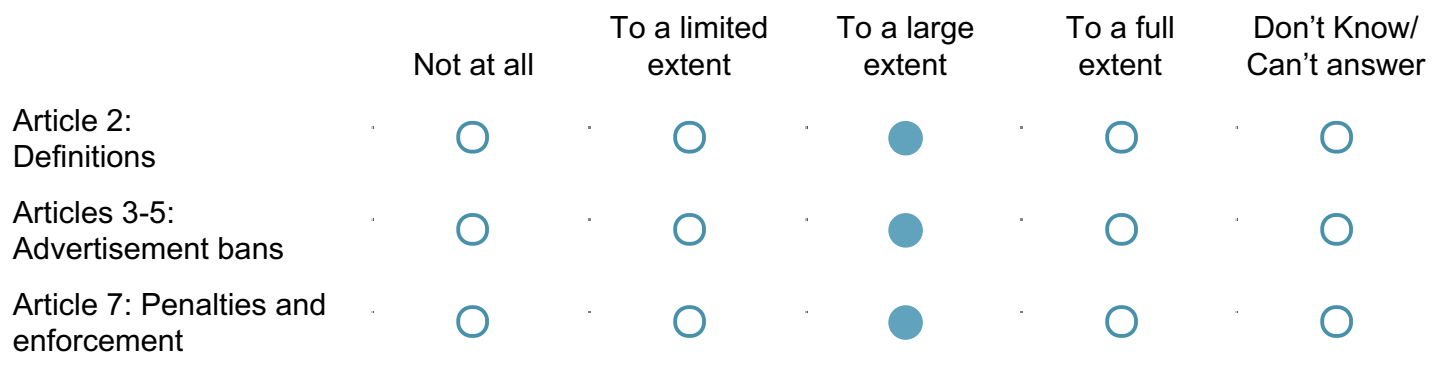 Not at all
To a limited
extent
To a large
extent
To a full
extent
Don’t Know/
Can’t answer
Article 2:
Definitions
Articles 3-5:
Advertisement bans
Article 7: Penalties and
enforcement